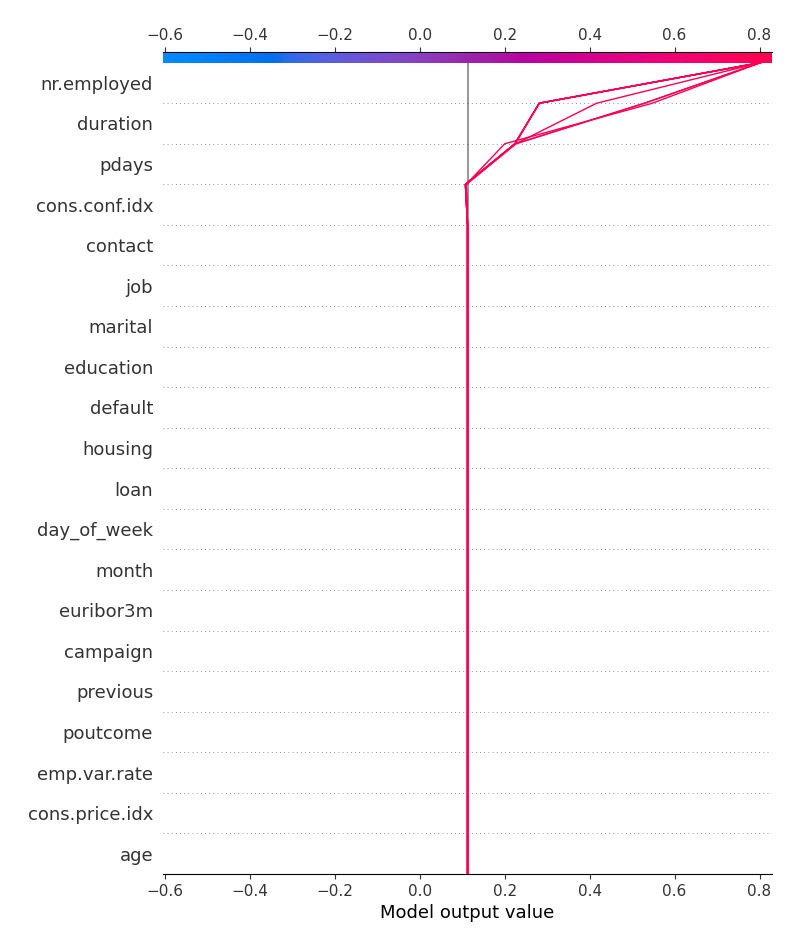 −0.6 −0.4 −0.2 0.0 0.2 0.4 0.6 0.8
nr.employed
duration
pdays
cons.conf.idx
contact
job
marital
education
default
housing
loan
day_of_week
month
euribor3m
campaign
previous
poutcome
emp.var.rate
cons.price.idx
age
−0.6 −0.4 −0.2 0.0 0.2 0.4 0.6 0.8
Model output value